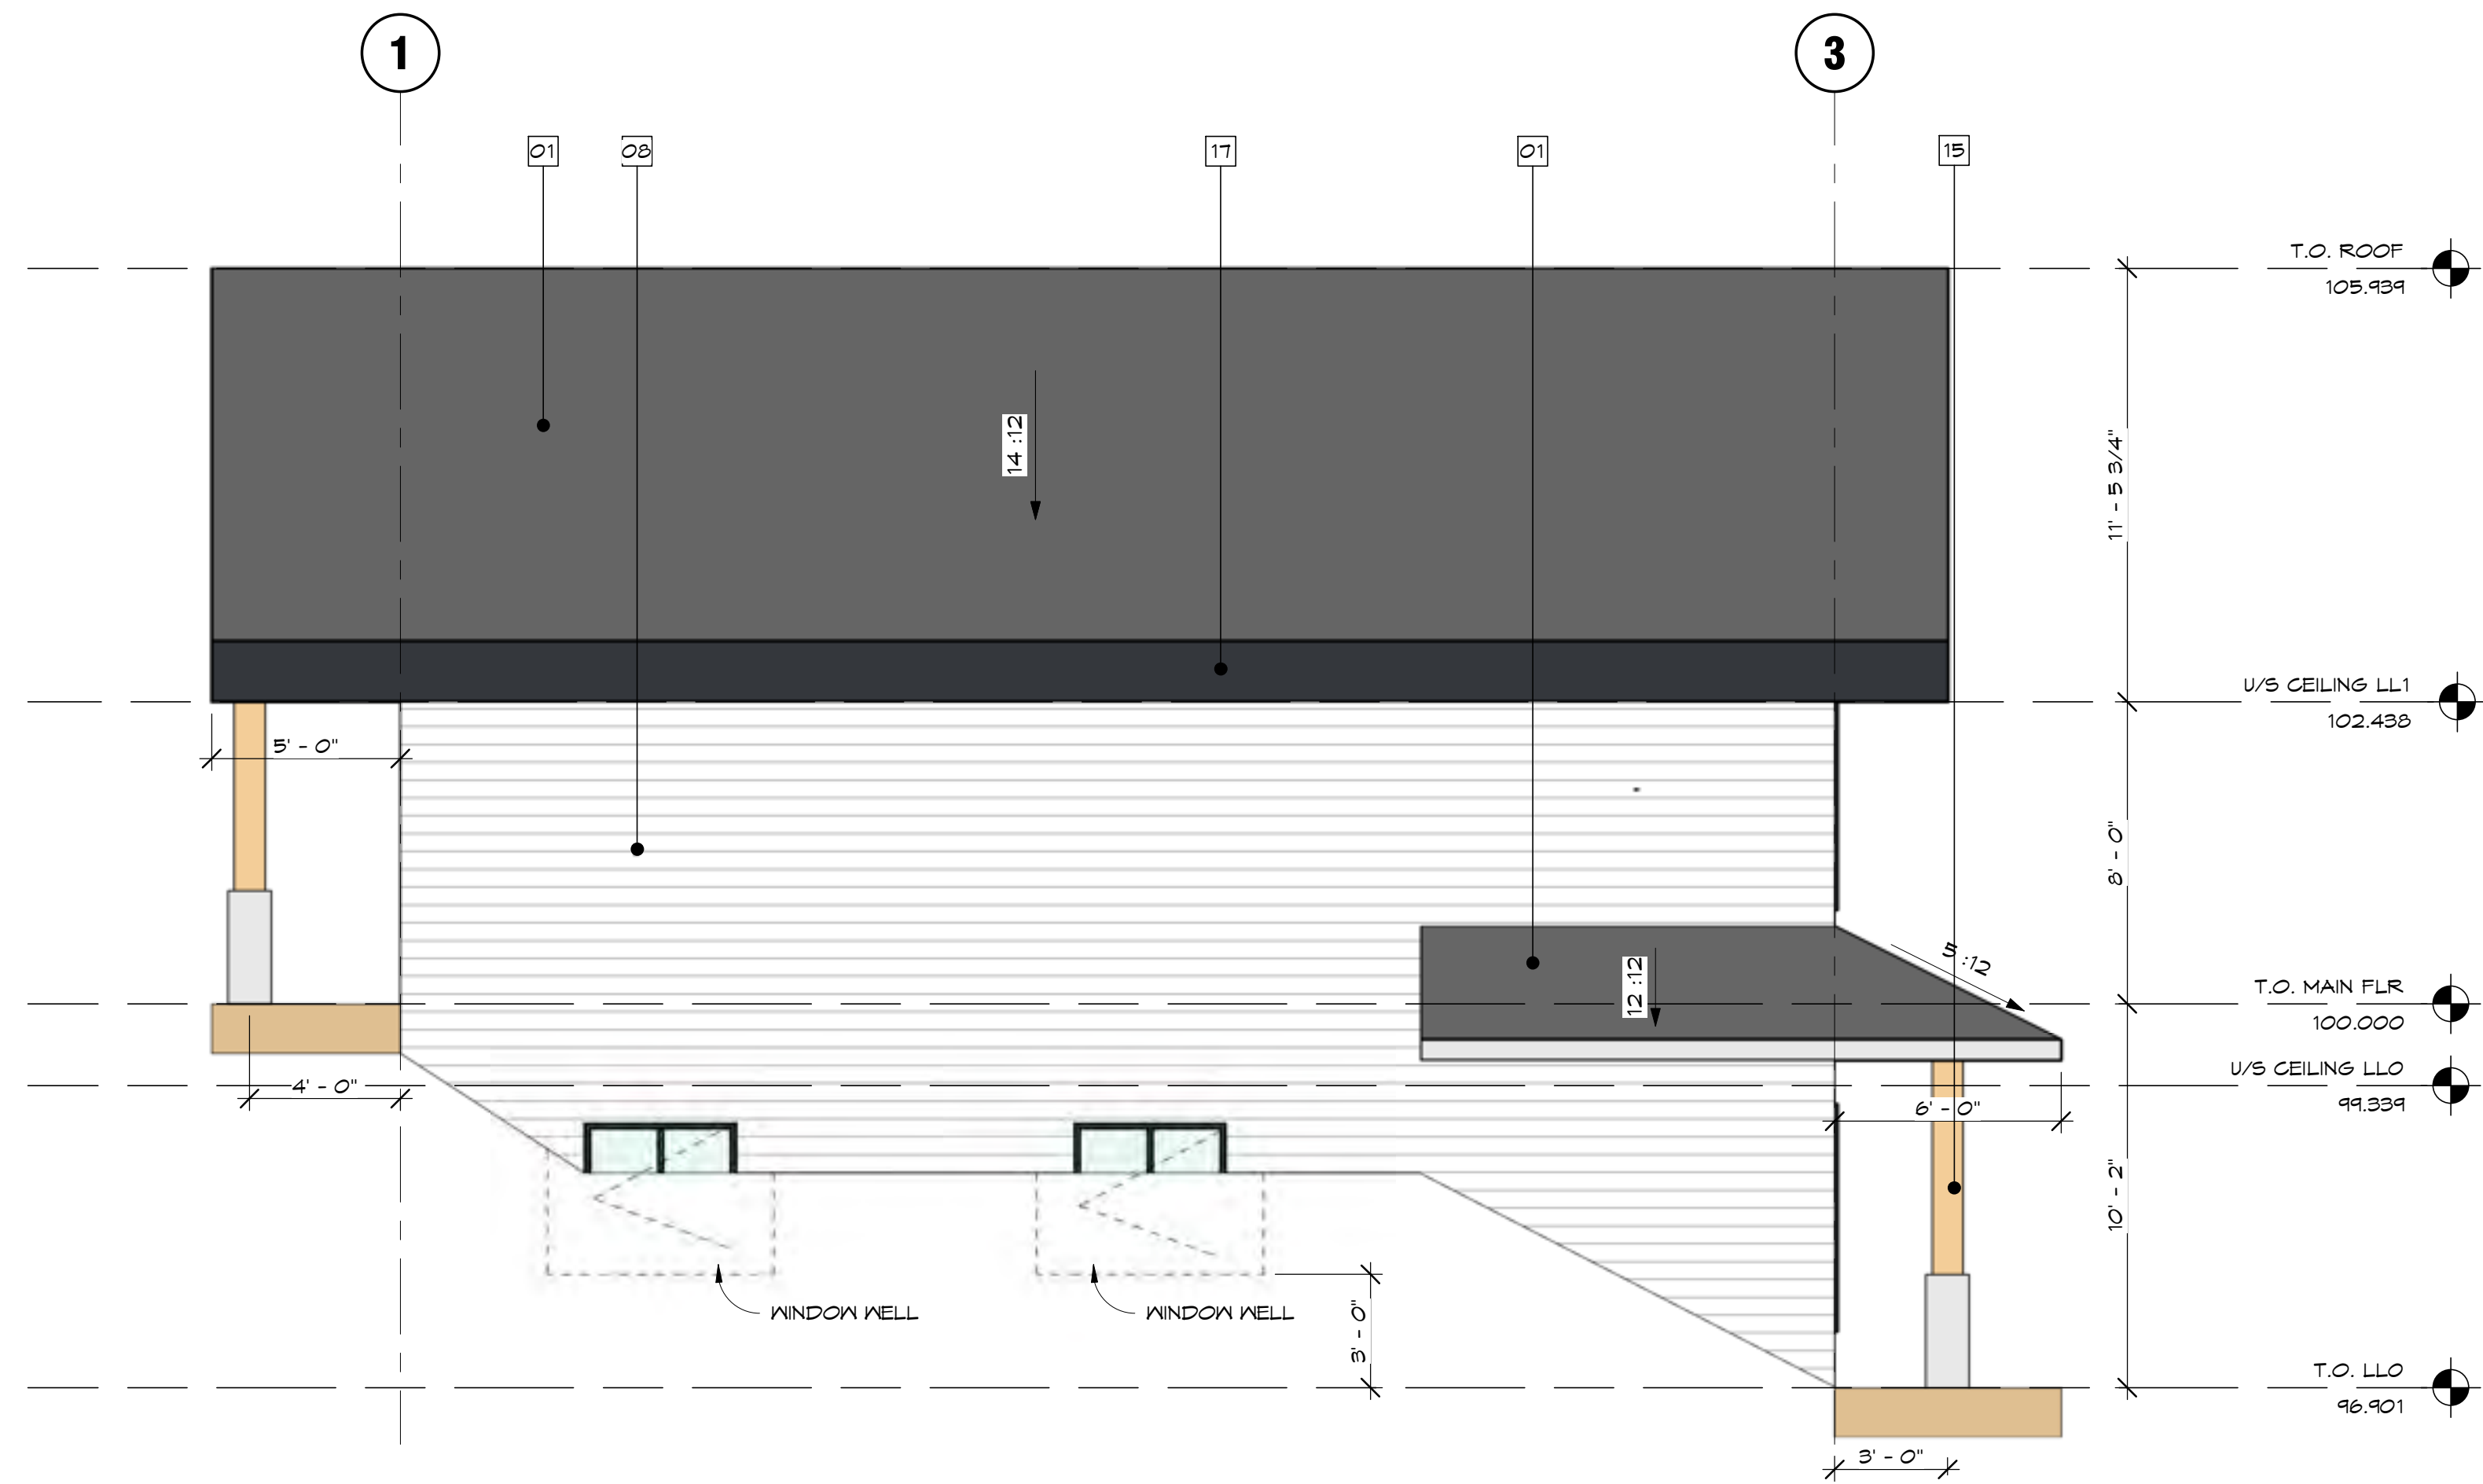 1
3
01
08
17
01
15
T.O. ROOF
105.939
14 :12
11' - 5 3/4"
U/S CEILING LL1
102.438
5' - 0"
8' - 0"
5 :12
12 :12
T.O. MAIN FLR
100.000
U/S CEILING LLO
99.339
4' - 0"
6' - 0"
10' - 2"
WINDOW WELL
WINDOW WELL
3' - 0"
T.O. LLO
96.901
3' - 0"